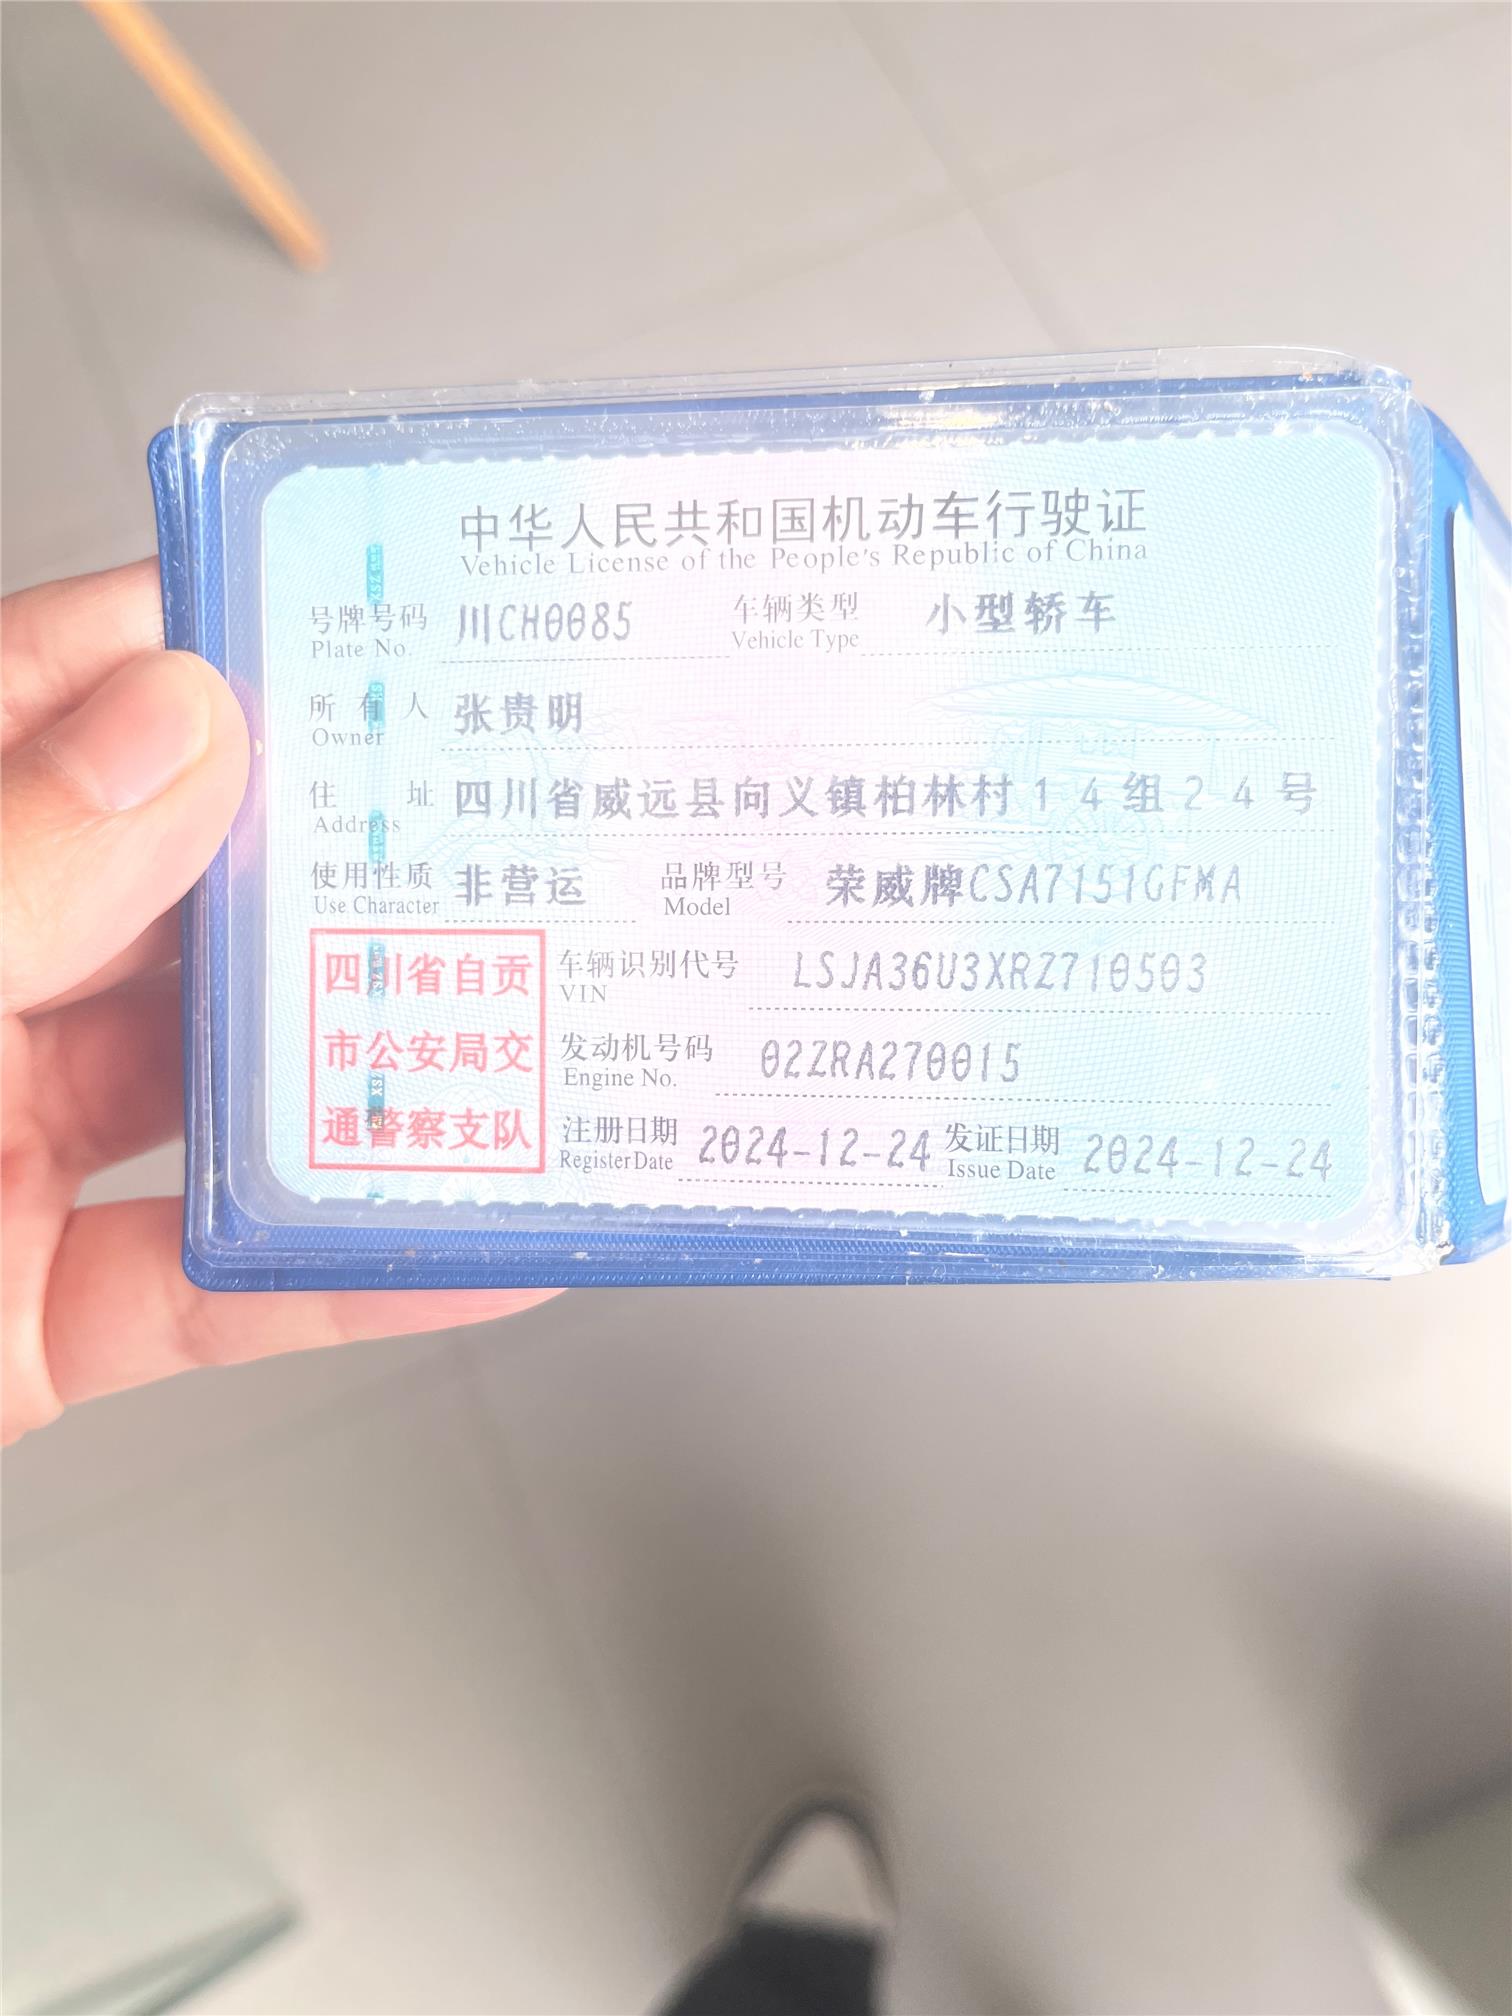 中华人民共和国机动车行驶证
Vehicle License of the People's Republic of China
号牌号码 川CH0085 车辆类型 小型轿车
Plate No. Vehicle Type
所有人 张贵明
Owner
住址 四川省威远县向义镇柏林村14组24号
Address
使用性质 非营运 品牌型号 荣威牌CSA7151GFMA
Use Character Model
四川省自贡
市公安局交
通警察支队
车辆识别代号 LSJA36U3XRZ710503
VIN
发动机号码 02ZRA270015
Engine No.
注册日期 2024-12-24 发证日期 2024-12-24
Register Date Issue Date